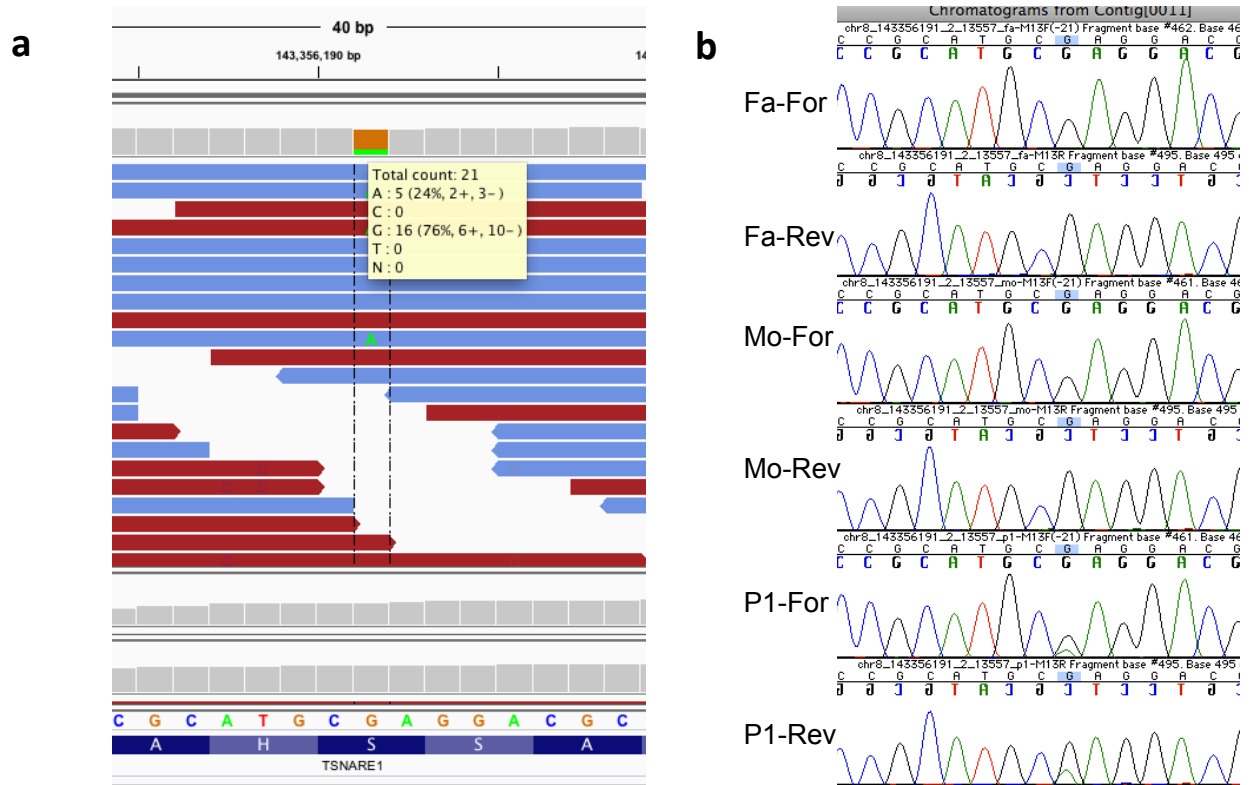 a
40 bp
143,356,190 bp
14
Total count: 21
A : 5 (24%, 2+, 3-)
C : 0
G : 16 (76%, 6+, 10-)
T : 0
N : 0
A
C G C A T G C G A G G A C G C
A H S S A
TSNARE1
b
Chromatograms from Contig[0011]
chr8_143356191_2_13557_fa-M13F(-21) Fragment base #462. Base 46
C C G C A T G C G A G G A C G
C C G C A T G C G A G G A C G
Fa-For
chr8_143356191_2_13557_fa-M13R Fragment base #495. Base 495
C C G C A T G C G A G G A C G
Fa-Rev
chr8_143356191_2_13557_mo-M13F(-21) Fragment base #461. Base 46
C C G C A T G C G A G G A C G
C C G C A T G C G A G G A C G
Mo-For
chr8_143356191_2_13557_mo-M13R Fragment base #495. Base 495
C C G C A T G C G A G G A C G
Mo-Rev
chr8_143356191_2_13557_p1-M13F(-21) Fragment base #461. Base 46
C C G C A T G C G A G G A C G
C C G C A T G C G A G G A C G
P1-For
chr8_143356191_2_13557_p1-M13R Fragment base #495. Base 495
C C G C A T G C G A G G A C G
P1-Rev